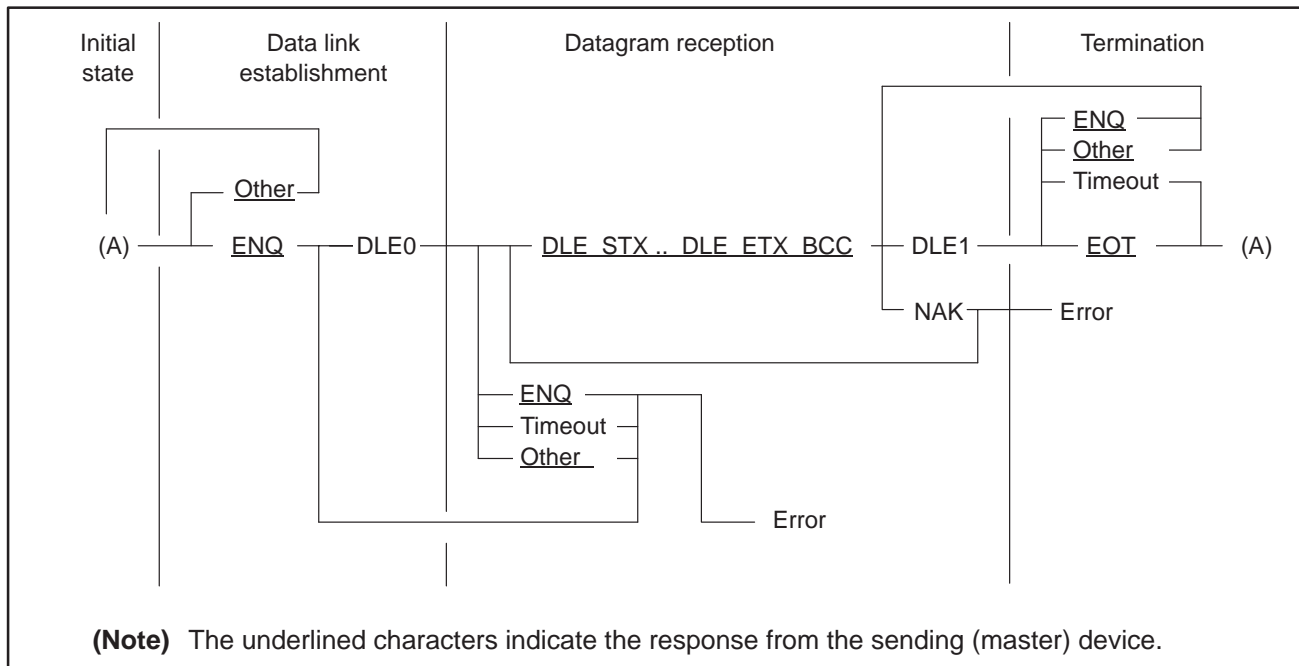 Initial state
Data link establishment
Datagram reception
Termination
ENQ
Other
Timeout
Other
(A)
ENQ
DLE0
DLE STX .. DLE ETX BCC
DLE1
EOT
(A)
NAK
Error
ENQ
Timeout
Other
Error
(Note) The underlined characters indicate the response from the sending (master) device.